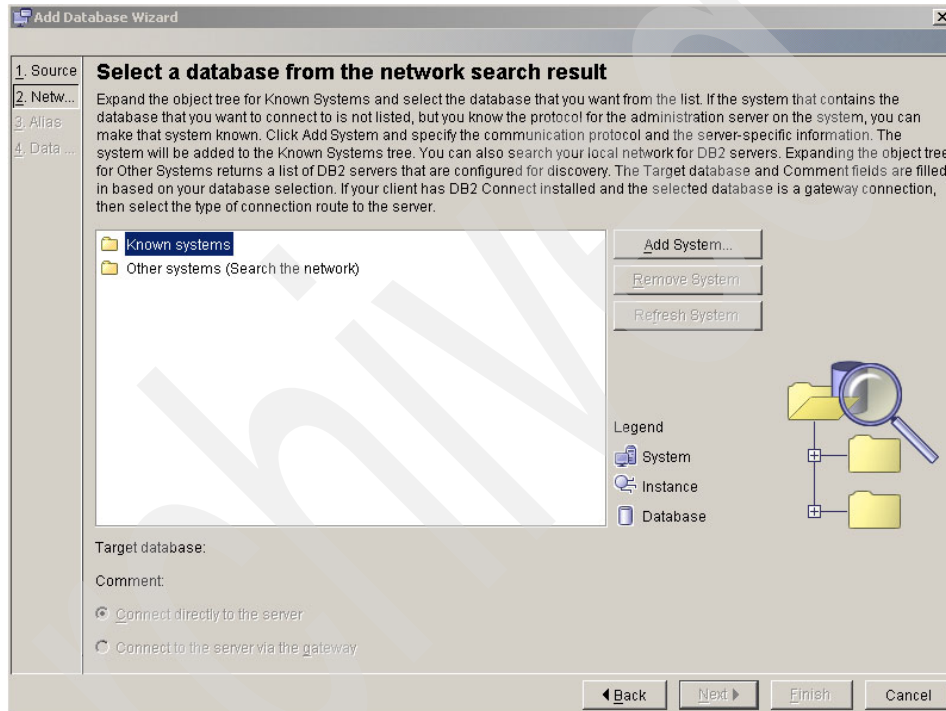 Add Database Wizard
1. Source
2. Netw...
3. Alias
4. Data ...
Select a database from the network search result
Expand the object tree for Known Systems and select the database that you want from the list. If the system that contains the
database that you want to connect to is not listed, but you know the protocol for the administration server on the system, you can
make that system known. Click Add System and specify the communication protocol and the server-specific information. The
system will be added to the Known Systems tree. You can also search your local network for DB2 servers. Expanding the object tree
for Other Systems returns a list of DB2 servers that are configured for discovery. The Target database and Comment fields are filled
in based on your database selection. If your client has DB2 Connect installed and the selected database is a gateway connection,
then select the type of connection route to the server.
Known systems
Other systems (Search the network)
Add System...
Remove System
Refresh System
Legend
System
Instance
Database
Target database:
Comment:
Connect directly to the server
Connect to the server via the gateway
Back
Next
Finish
Cancel